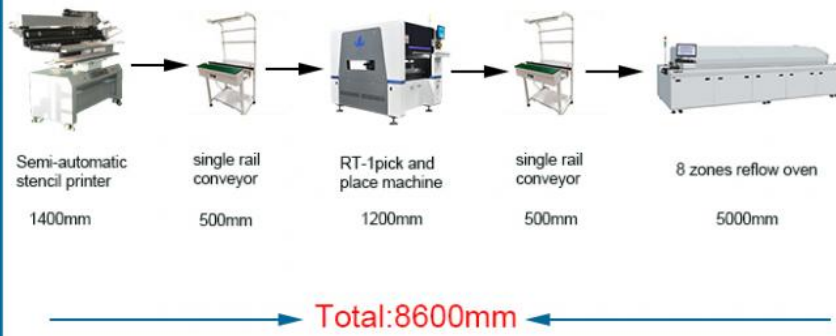 Semi-automatic
stencil printer
1400mm
single rail
conveyor
500mm
RT-1pick and
place machine
1200mm
single rail
conveyor
500mm
8 zones reflow oven
5000mm
Total:8600mm